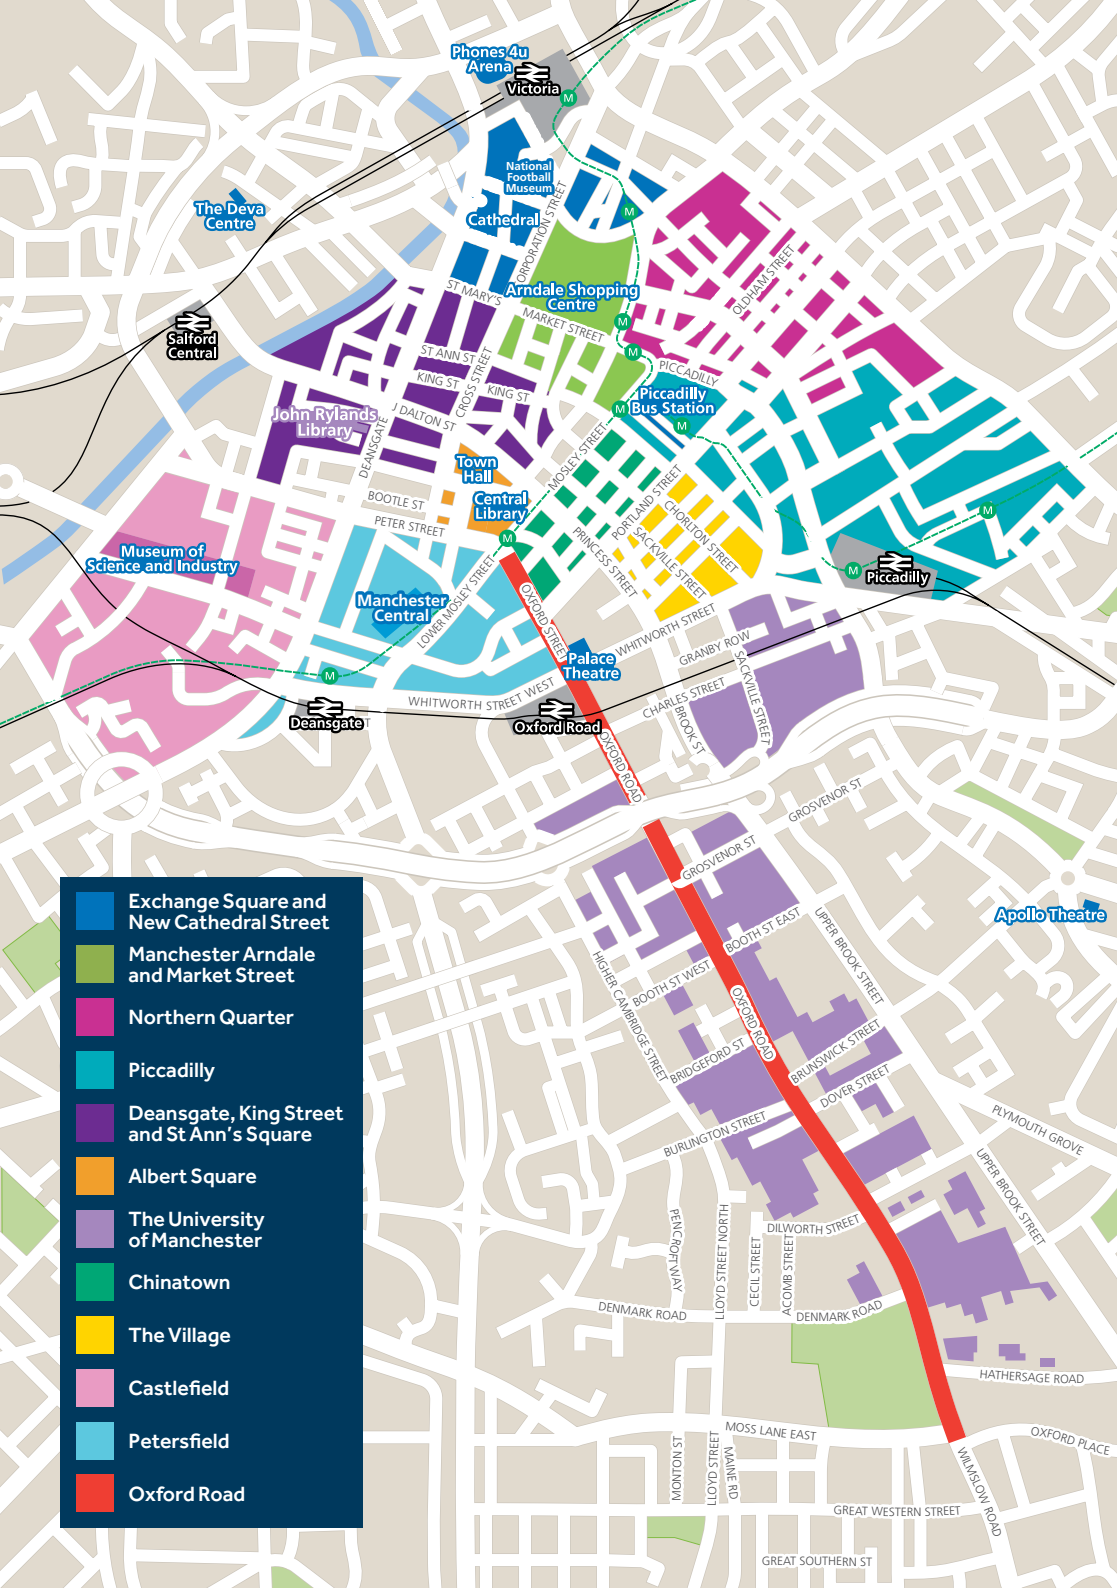 Phones 4u
Arena
Victoria
M
National
Football
Museum
The Deva
Centre
Cathedral
M
CORPORATION STREET
OLDHAM STREET
ST MARY'S
Arndale Shopping
Centre
MARKET STREET
M
Salford
Central
ST ANN ST
M
KING ST
KING ST
CROSS STREET
PICCADILLY
Piccadilly
Bus Station
M
M
John Rylands
Library
J DALTON ST
DEANSGATE
MOSLEY STREET
Town
Hall
Central
Library
BOOTLE ST
PETER STREET
PORTLAND STREET
CHORLTON STREET
SACKVILLE STREET
PRINCESS STREET
M
M
M
Piccadilly
Museum of
Science and Industry
Manchester
Central
LOWER MOSLEY STREET
OXFORD STREET
WHITWORTH STREET
GRANBY ROW
SACKVILLE STREET
Palace
Theatre
M
Deansgate
T
WHITWORTH STREET WEST
Oxford Road
CHARLES STREET
BROOK ST
OXFORD ROAD
GROSVENOR ST
GROSVENOR ST
Apollo Theatre
BOOTH ST EAST
UPPER BROOK STREET
BOOTH ST WEST
HIGHER CAMBRIDGE STREET
OXFORD ROAD
BRIDGEFORD ST
BRUNSWICK STREET
DOVER STREET
BURLINGTON STREET
PLYMOUTH GROVE
UPPER BROOK STREET
PENCROFT WAY
LLOYD STREET NORTH
CECIL STREET
ACOMB STREET
DILWORTH STREET
DENMARK ROAD
DENMARK ROAD
HATHERSAGE ROAD
MOSS LANE EAST
OXFORD PLACE
MONTON ST
LLOYD STREET
MAINE RD
WILMSLOW ROAD
GREAT WESTERN STREET
GREAT SOUTHERN ST
Exchange Square and
New Cathedral Street
Manchester Arndale
and Market Street
Northern Quarter
Piccadilly
Deansgate, King Street
and St Ann's Square
Albert Square
The University
of Manchester
Chinatown
The Village
Castlefield
Petersfield
Oxford Road